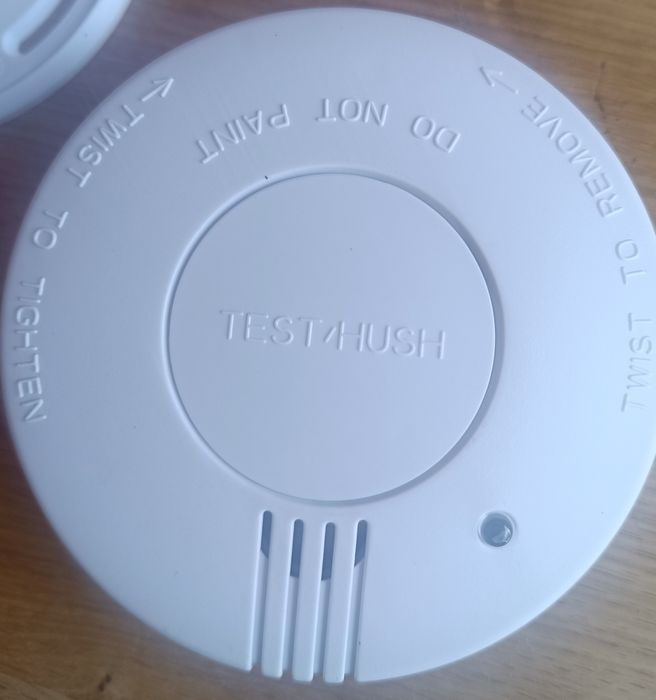 DO NOT PAINT
TWIST TO TIGHTEN
TWIST TO REMOVE
TEST/HUSH